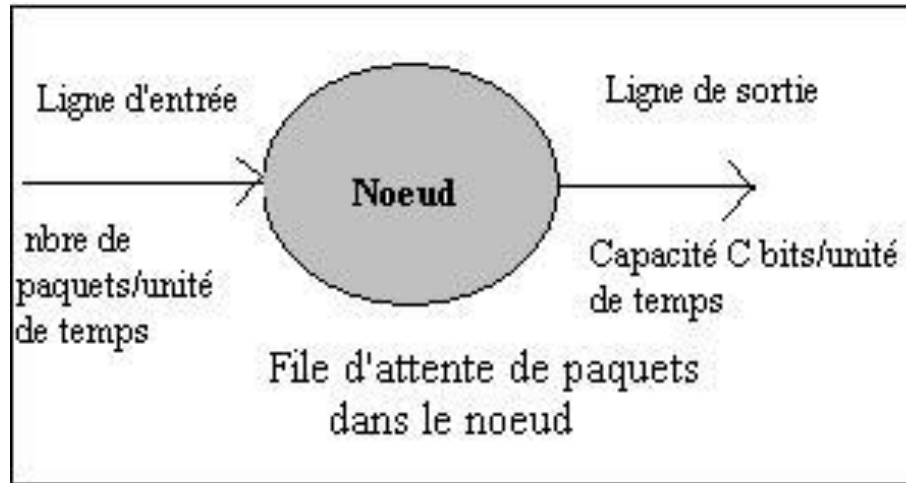 Ligne d'entrée
Ligne de sortie
Noeud
nbre de
paquets/unité
de temps
Capacité C bits/unité
de temps
File d'attente de paquets
dans le noeud